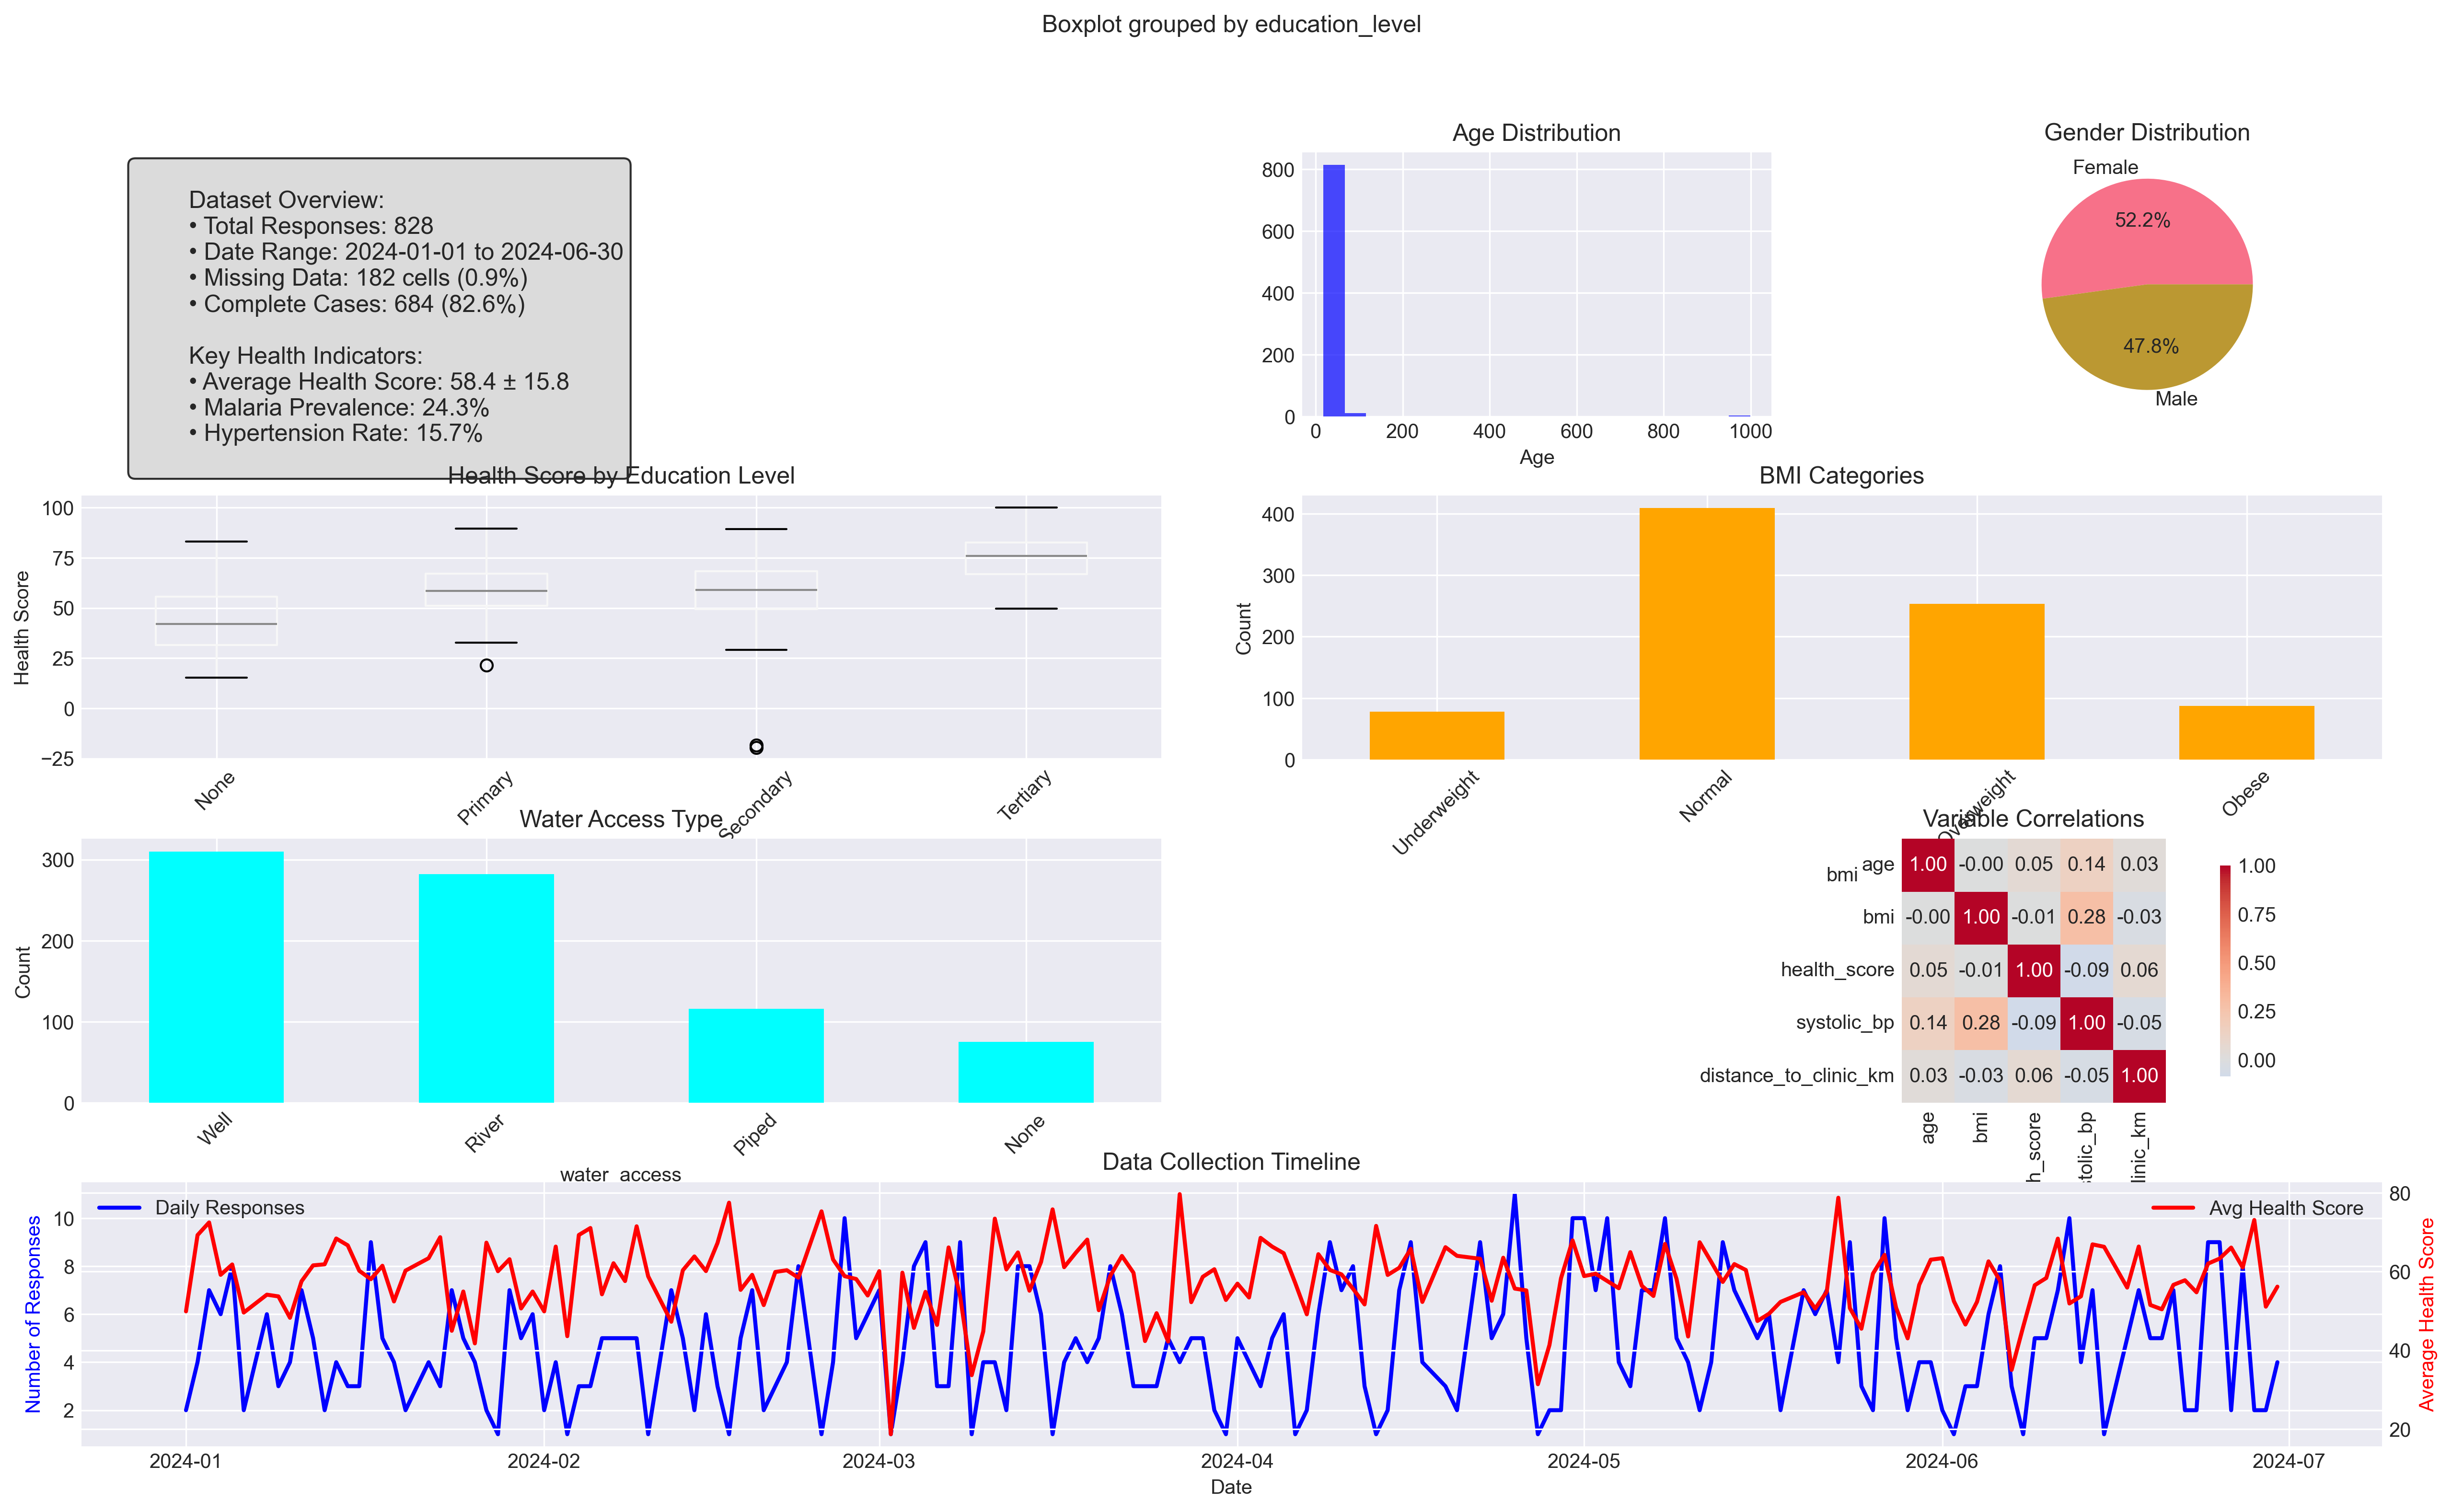 Boxplot grouped by education_level
Dataset Overview:
• Total Responses: 828
• Date Range: 2024-01-01 to 2024-06-30
• Missing Data: 182 cells (0.9%)
• Complete Cases: 684 (82.6%)
Key Health Indicators:
• Average Health Score: 58.4 ± 15.8
• Malaria Prevalence: 24.3%
• Hypertension Rate: 15.7%
Age Distribution
800
600
400
200
0
0 200 400 600 800 1000
Age
Gender Distribution
Female
52.2%
47.8%
Male
Health Score by Education Level
Health Score
100
75
50
25
0
−25
None Primary Secondary Tertiary
BMI Categories
Count
400
300
200
100
0
Underweight Normal Overweight Obese
bmi
Water Access Type
Count
300
200
100
0
Well River Piped None
water_access
Variable Correlations
age 1.00 -0.00 0.05 0.14 0.03
bmi -0.00 1.00 -0.01 0.28 -0.03
health_score 0.05 -0.01 1.00 -0.09 0.06
systolic_bp 0.14 0.28 -0.09 1.00 -0.05
distance_to_clinic_km 0.03 -0.03 0.06 -0.05 1.00
age bmi h_score stolic_bp linic_km
1.00
0.75
0.50
0.25
0.00
Data Collection Timeline
Daily Responses
Avg Health Score
Number of Responses
10
8
6
4
2
80
60
40
20
Average Health Score
2024-01 2024-02 2024-03 2024-04 2024-05 2024-06 2024-07
Date